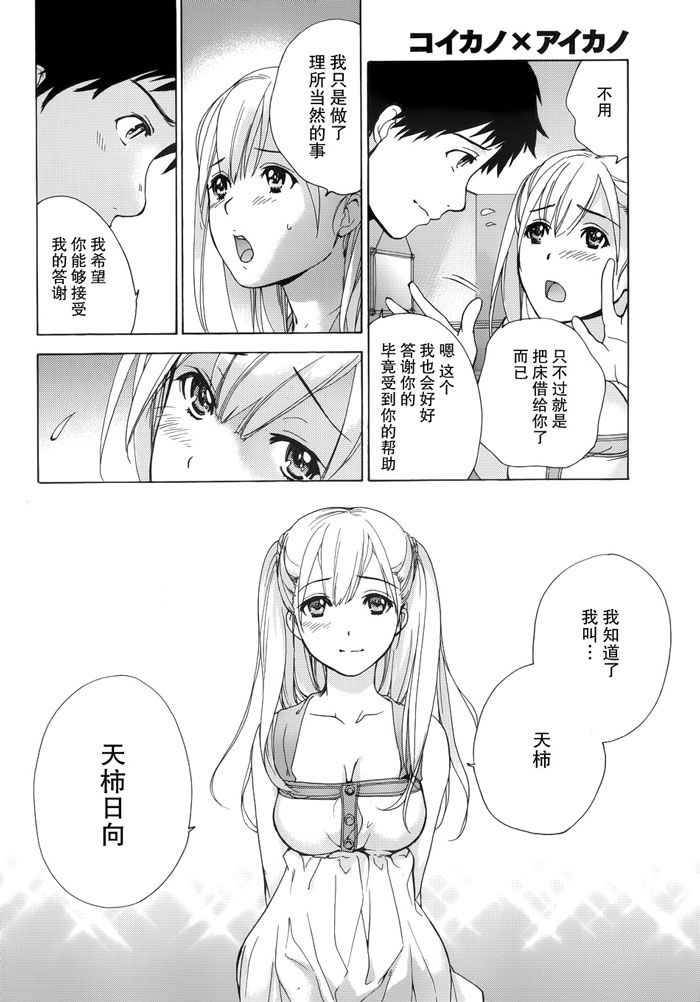 コイカノ×アイカノ
不用
只不过就是
把床借给你了
而已
嗯 这个
我也会好好
答谢你的
毕竟受到你的帮助
我只是做了
理所当然的事
我希望
你能够接受
我的答谢
我知道了
我叫…
天柿
天柿日向